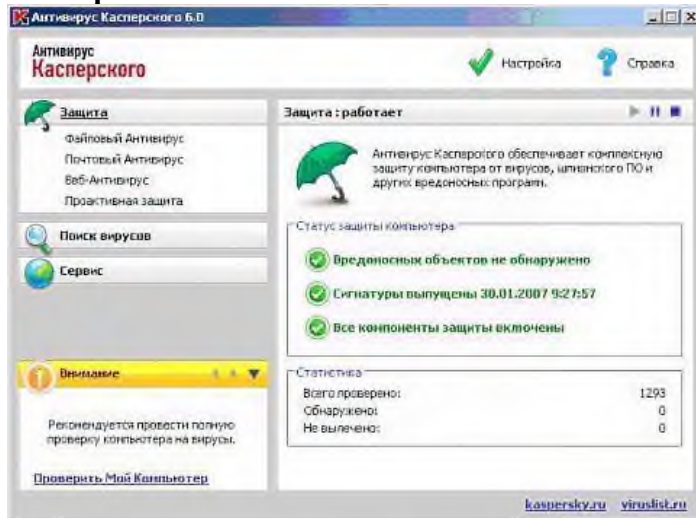 Антивирус Касперского 6.0
Антивирус
Касперского
Настройка
Справка
Защита
Файловый Антивирус
Почтовый Антивирус
Веб-Антивирус
Проактивная защита
Поиск вирусов
Сервис
Внимание
Рекомендуется провести полную
проверку компьютера на вирусы.
Проверить Мой Компьютер
Защита : работает
Антивирус Касперского обеспечивает комплексную
защиту компьютера от вирусов, шпионского ПО и
других вредоносных программ.
Статус защиты компьютера
Вредоносных объектов не обнаружено
Сигнатуры выпущены 30.01.2007 9:27:57
Все компоненты защиты включены
Статистика
Всего проверено: 1293
Обнаружено: 0
Не вылечено: 0
kaspersky.ru viruslist.ru